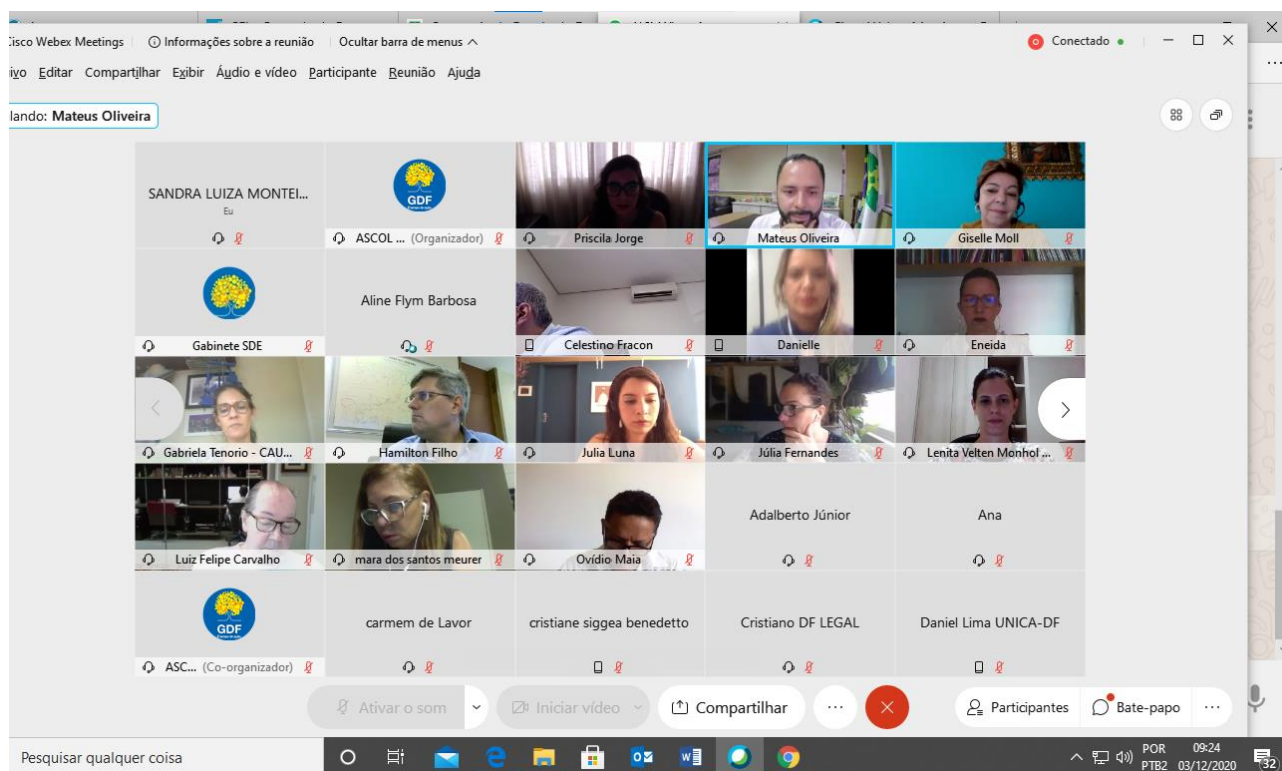 Cisco Webex Meetings
Informações sobre a reunião
Ocultar barra de menus
Conectado
Editar Compartilhar Exibir Áudio e vídeo Participante Reunião Ajuda
Mateus Oliveira
SANDRA LUIZA MONTEI...
Eu
GDF
ASCOL ... (Organizador)
Priscila Jorge
Mateus Oliveira
Giselle Moll
Gabinete SDE
Aline Flym Barbosa
Celestino Fracon
Danielle
Eneida
Gabriela Tenorio - CAU...
Hamilton Filho
Julia Luna
Júlia Fernandes
Lenita Velten Monhol ...
Luiz Felipe Carvalho
mara dos santos meurer
Ovídio Maia
Adalberto Júnior
Ana
GDF
ASC... (Co-organizador)
carmem de Lavor
cristiane siggea benedetto
Cristiano DF LEGAL
Daniel Lima UNICA-DF
Ativar o som
Iniciar vídeo
Compartilhar
Participantes
Bate-papo
Pesquisar qualquer coisa
POR
PTB2
09:24
03/12/2020
32